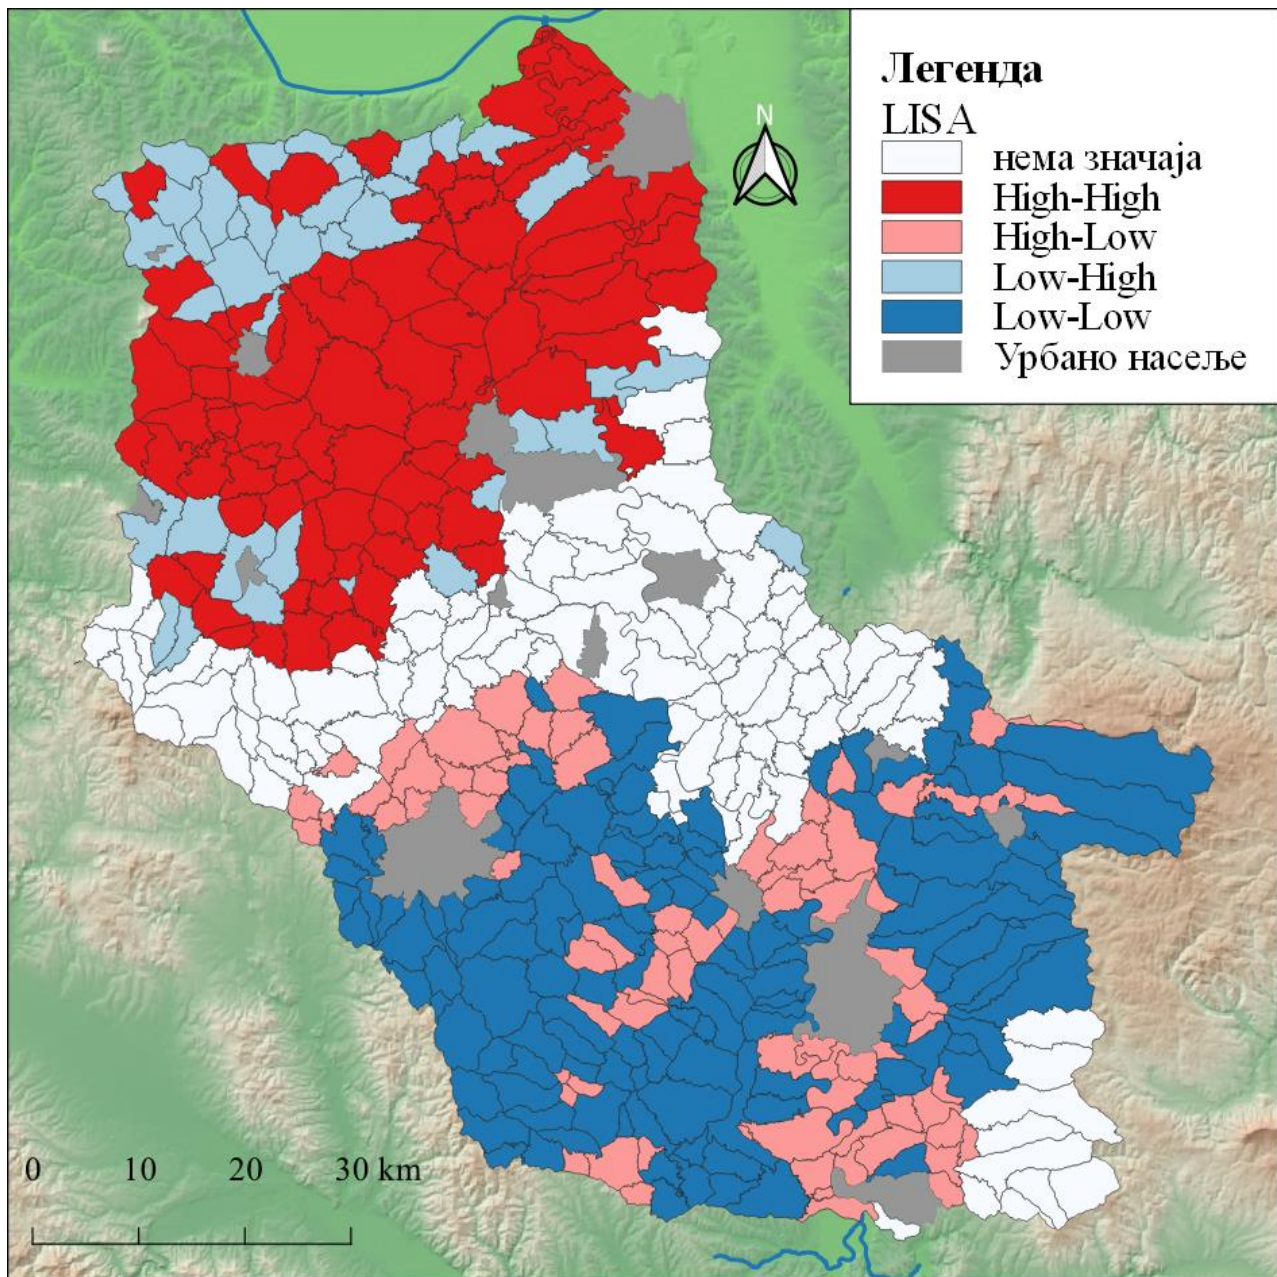 Легенда
LISA
нема значаја
High-High
High-Low
Low-High
Low-Low
Урбано насеље
N
0 10 20 30 km